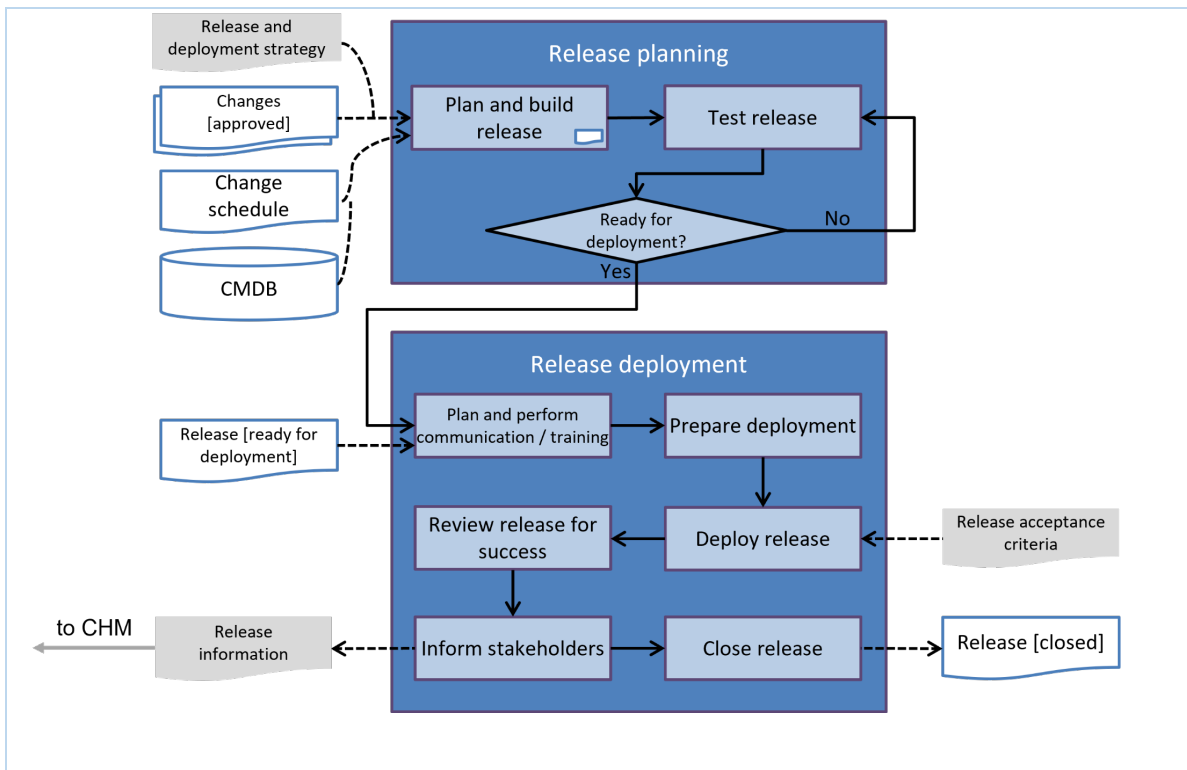 Release and
deployment strategy
Release planning
Changes
[approved]
Plan and build
release
Test release
Change
schedule
Ready for
deployment?
No
Yes
CMDB
Release deployment
Plan and perform
communication / training
Prepare deployment
Release [ready for
deployment]
Review release for
success
Deploy release
Release acceptance
criteria
to CHM
Release
information
Inform stakeholders
Close release
Release [closed]